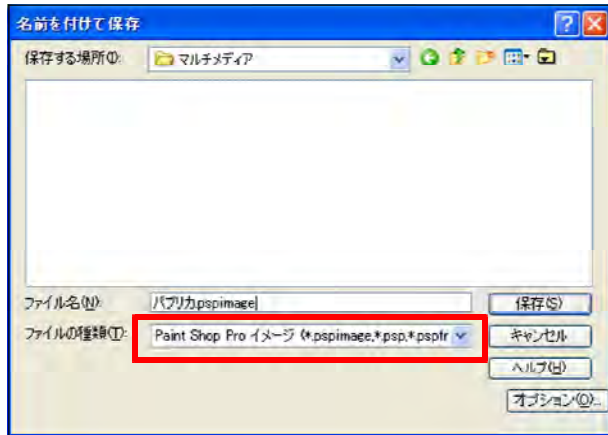 名前を付けて保存
保存する場所(I):
マルチメディア
ファイル名(N):
パプリカ.pspimage
保存(S)
ファイルの種類(T):
Paint Shop Pro イメージ (*.pspimage,*.psp,*.pspfr
キャンセル
ヘルプ(H)
オプション(O)...